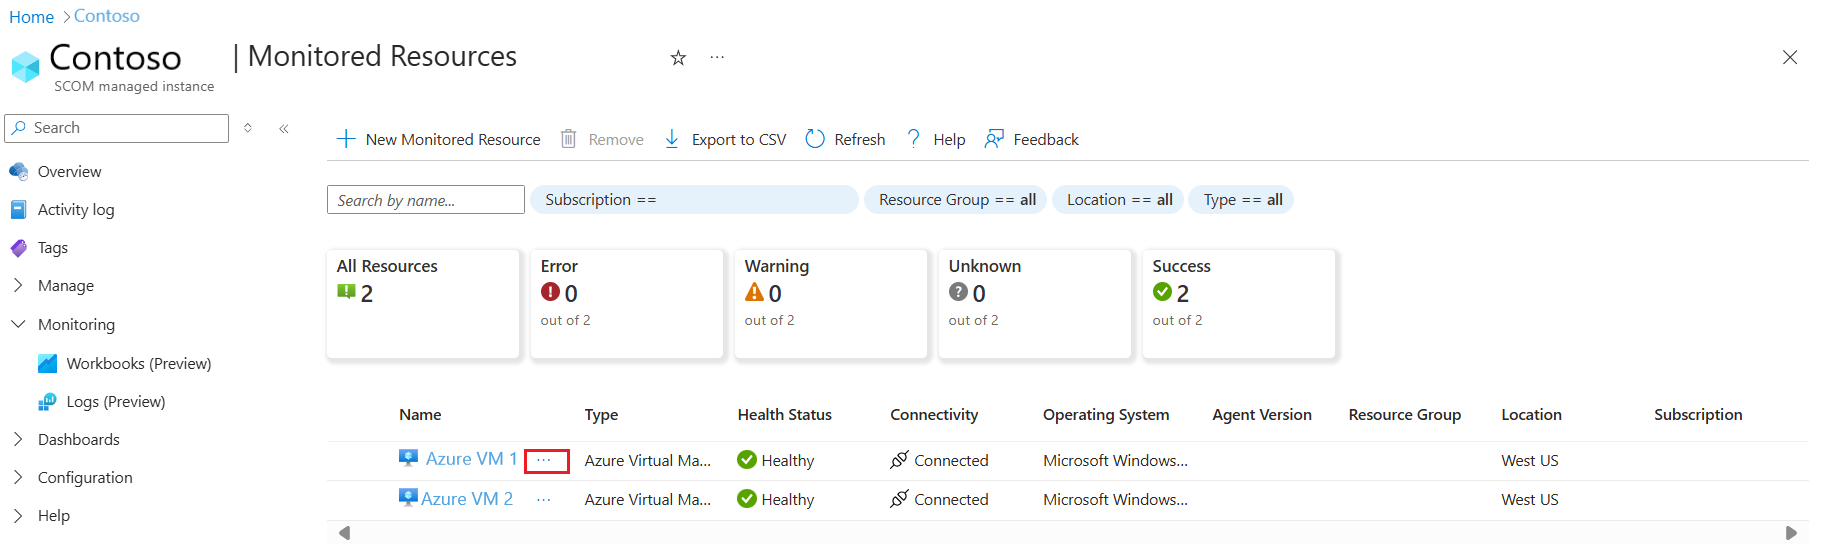 Home > Contoso
Contoso | Monitored Resources ...
SCOM managed instance
Search
Overview
Activity log
Tags
Manage
Monitoring
Workbooks (Preview)
Logs (Preview)
Dashboards
Configuration
Help
New Monitored Resource Remove Export to CSV Refresh ? Help Feedback
Search by name... Subscription == Resource Group == all Location == all Type == all
All Resources
2
Error
0
out of 2
Warning
0
out of 2
Unknown
0
out of 2
Success
2
out of 2
Name Type Health Status Connectivity Operating System Agent Version Resource Group Location Subscription
Azure VM 1 ... Azure Virtual Ma... Healthy Connected Microsoft Windows... West US
Azure VM 2 ... Azure Virtual Ma... Healthy Connected Microsoft Windows... West US